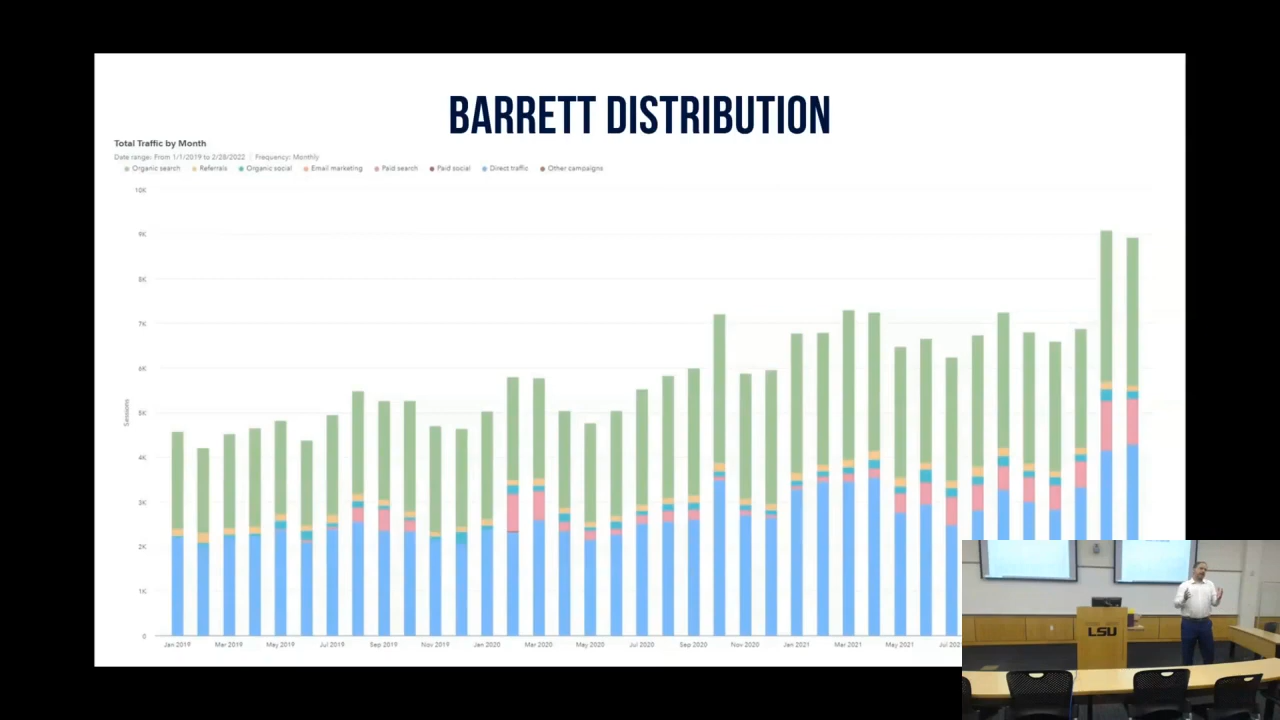 BARRETT DISTRIBUTION
Total Traffic by Month
Date range: From 1/1/2019 to 2/28/2022 | Frequency: Monthly
Organic search Referrals Organic social Email marketing Paid search Paid social Direct traffic Other campaigns
10K
9K
8K
7K
6K
5K
4K
3K
2K
1K
0
Sessions
Jan 2019 Mar 2019 May 2019 Jul 2019 Sep 2019 Nov 2019 Jan 2020 Mar 2020 May 2020 Jul 2020 Sep 2020 Nov 2020 Jan 2021 Mar 2021 May 2021 Jul 202
LSU